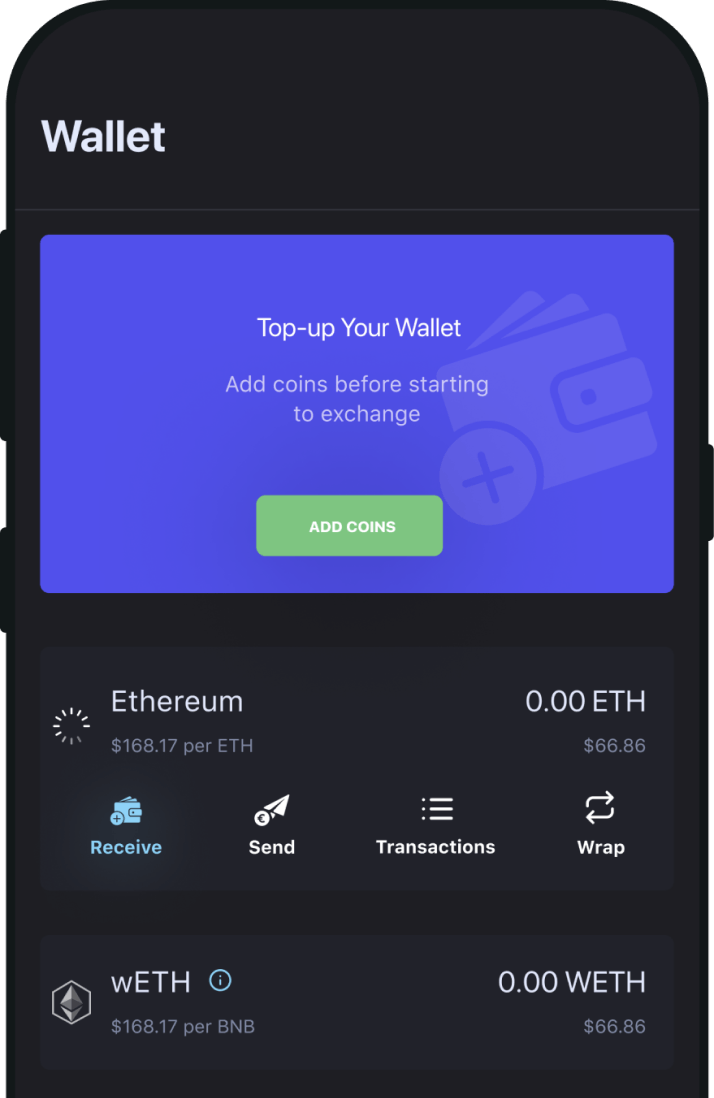 Wallet
Top-up Your Wallet
Add coins before starting
to exchange
ADD COINS
Ethereum
0.00 ETH
$168.17 per ETH
$66.86
Receive
Send
Transactions
Wrap
wETH
0.00 WETH
$168.17 per BNB
$66.86